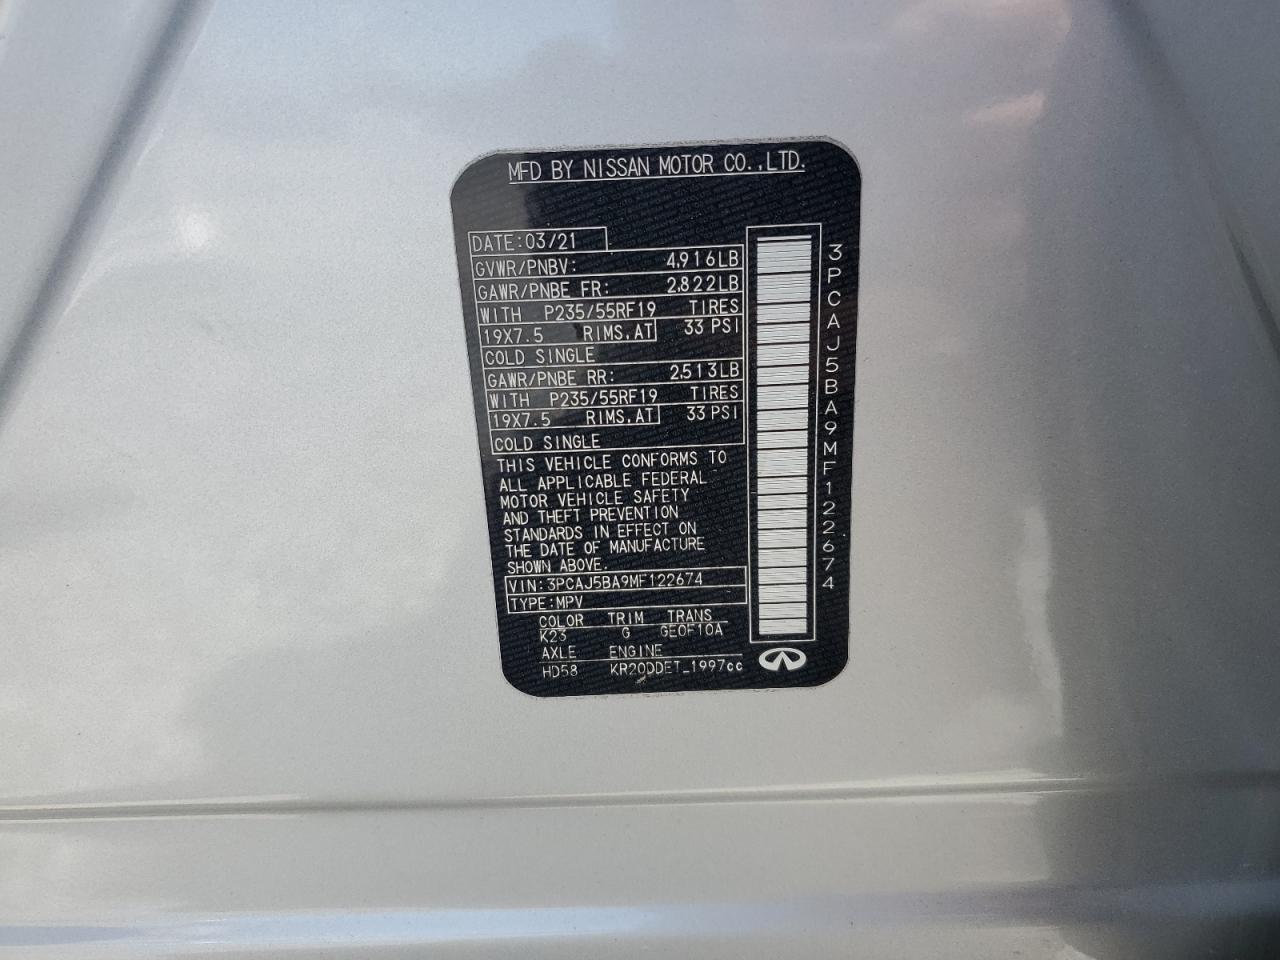 MFD BY NISSAN MOTOR CO.,LTD.
DATE:03/21
GVWR/PNBV: 4,916LB
GAWR/PNBE FR: 2,822LB
WITH P235/55RF19 TIRES
19X7.5 RIMS,AT 33 PSI
COLD SINGLE
GAWR/PNBE RR: 2,513LB
WITH P235/55RF19 TIRES
19X7.5 RIMS,AT 33 PSI
COLD SINGLE
THIS VEHICLE CONFORMS TO
ALL APPLICABLE FEDERAL
MOTOR VEHICLE SAFETY
AND THEFT PREVENTION
STANDARDS IN EFFECT ON
THE DATE OF MANUFACTURE
SHOWN ABOVE.
VIN:3PCAJ5BA9MF122674
TYPE:MPV
COLOR TRIM TRANS
K23 G GE0F10A
AXLE ENGINE
HD58 KR20DDET_1997cc
3PCAJ5BA9MF122674